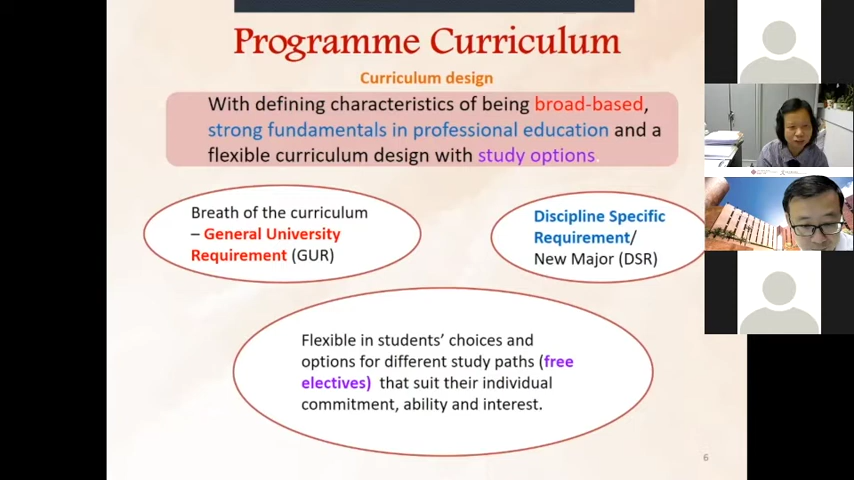 Programme Curriculum
Curriculum design
With defining characteristics of being broad-based,
strong fundamentals in professional education and a
flexible curriculum design with study options.
Breath of the curriculum
– General University
Requirement (GUR)
Discipline Specific
Requirement/
New Major (DSR)
Flexible in students' choices and
options for different study paths (free
electives) that suit their individual
commitment, ability and interest.
6